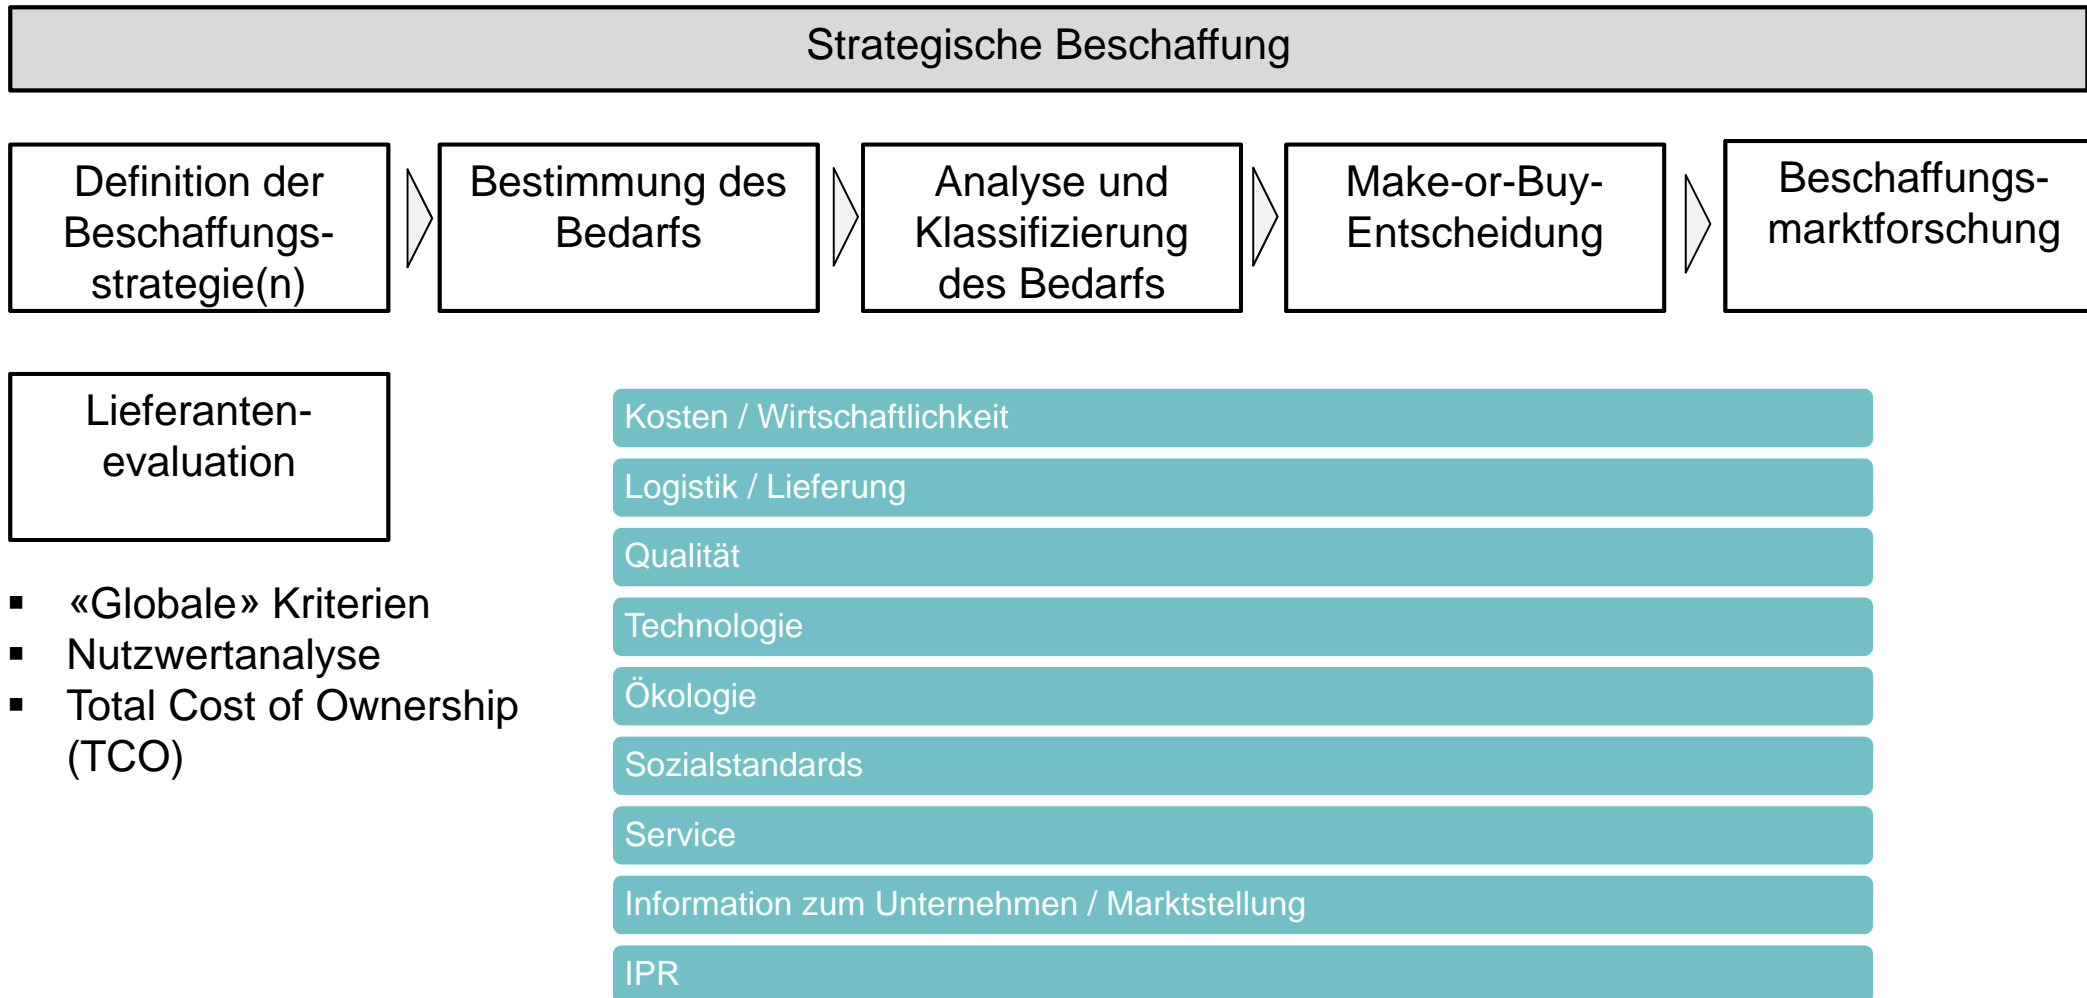 Strategische Beschaffung
Definition der
Beschaffungs-
strategie(n)
Bestimmung des
Bedarfs
Analyse und
Klassifizierung
des Bedarfs
Make-or-Buy-
Entscheidung
Beschaffungs-
marktforschung
Lieferanten-
evaluation
▪ «Globale» Kriterien
▪ Nutzwertanalyse
▪ Total Cost of Ownership
(TCO)
Kosten / Wirtschaftlichkeit
Logistik / Lieferung
Qualität
Technologie
Ökologie
Sozialstandards
Service
Information zum Unternehmen / Marktstellung
IPR